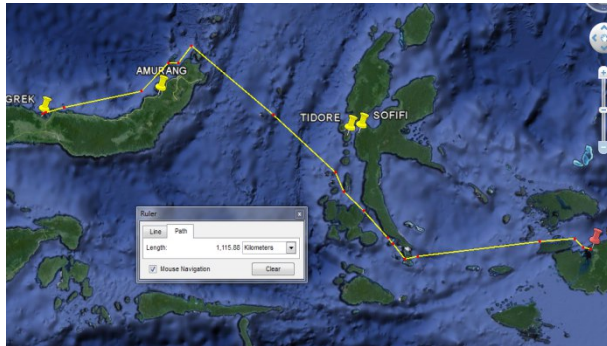 AMURANG
GREK
TIDORE
SOFIFI
Ruler
Line
Path
Length:
1,115.88
Kilometers
Mouse Navigation
Clear